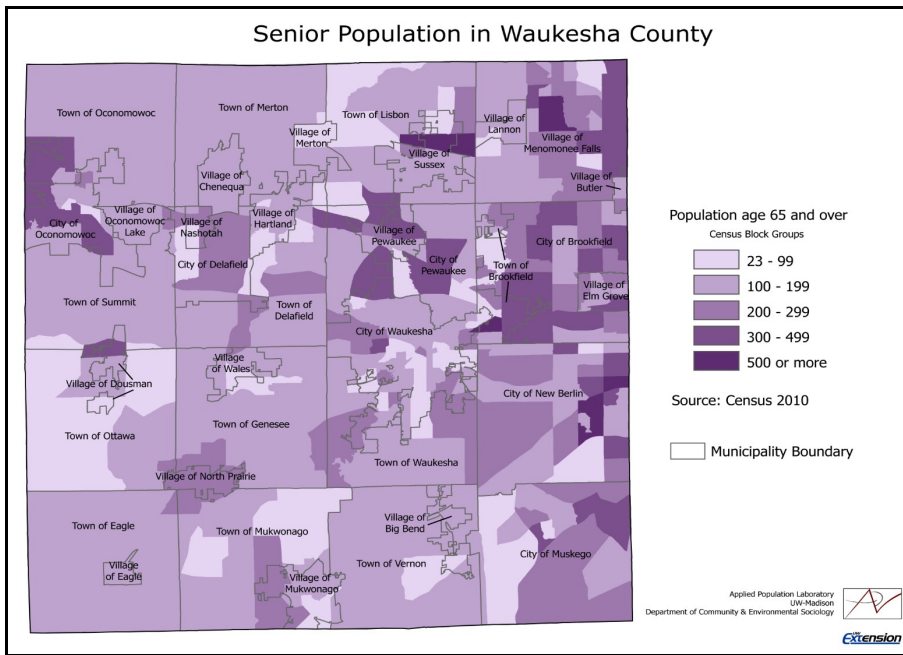 Senior Population in Waukesha County
Town of Oconomowoc
Town of Merton
Town of Lisbon
Village of
Merton
Village of
Lannon
Village of
Menomonee Falls
Village of
Sussex
Village of
Chenequa
Village of
Butler
City of
Oconomowoc
Village of
Oconomowoc
Lake
Village of
Nashotah
Village of
Hartland
Village of
Pewaukee
City of Brookfield
City of Delafield
City of
Pewaukee
Town of
Brookfield
Village of
Elm Grove
Town of Summit
Town of
Delafield
City of Waukesha
Village of Dousman
Village
of Wales
City of New Berlin
Town of Ottawa
Town of Genesee
Town of Waukesha
Village of North Prairie
Town of Eagle
Town of Mukwonago
Village of
Big Bend
Village
of Eagle
Village of
Mukwonago
Town of Vernon
City of Muskego
Population age 65 and over
Census Block Groups
23 - 99
100 - 199
200 - 299
300 - 499
500 or more
Source: Census 2010
Municipality Boundary
Applied Population Laboratory
UW-Madison
Department of Community & Environmental Sociology
UW
Extension